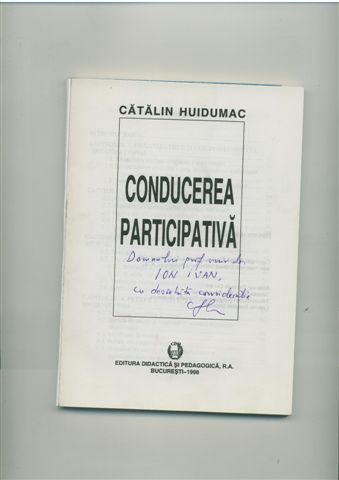 CĂTĂLIN HUIDUMAC
CONDUCEREA
PARTICIPATIVĂ
Domnului prof univ dr
ION IVAN,
cu deosebită considerație
EDITURA DIDACTICĂ ȘI PEDAGOGICĂ, R.A.
BUCUREȘTI-1998